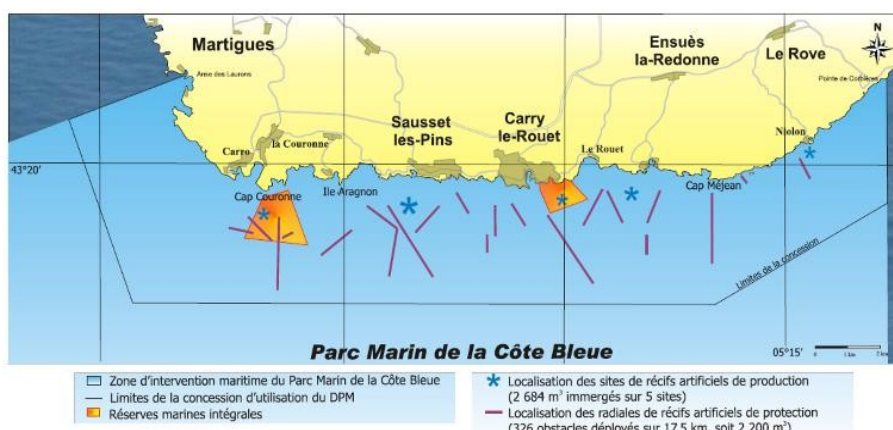 N
Martigues
Ensuès
la-Redonne
Le Rove
Anse des Laurons
Pointe de Corbières
Sausset
les-Pins
Carry
le-Rouet
Carro
la Couronne
Le Rouet
Niolon
43°20'
Cap Couronne
Ile Aragnon
Cap Méjean
Limites de la concession
Parc Marin de la Côte Bleue
05°15'
0 1 km 2 km
Zone d'intervention maritime du Parc Marin de la Côte Bleue
Limites de la concession d'utilisation du DPM
Réserves marines intégrales
Localisation des sites de récifs artificiels de production
(2 684 m³ immergés sur 5 sites)
Localisation des radiales de récifs artificiels de protection
(326 obstacles déployés sur 17,5 km, soit 2 200 m³)